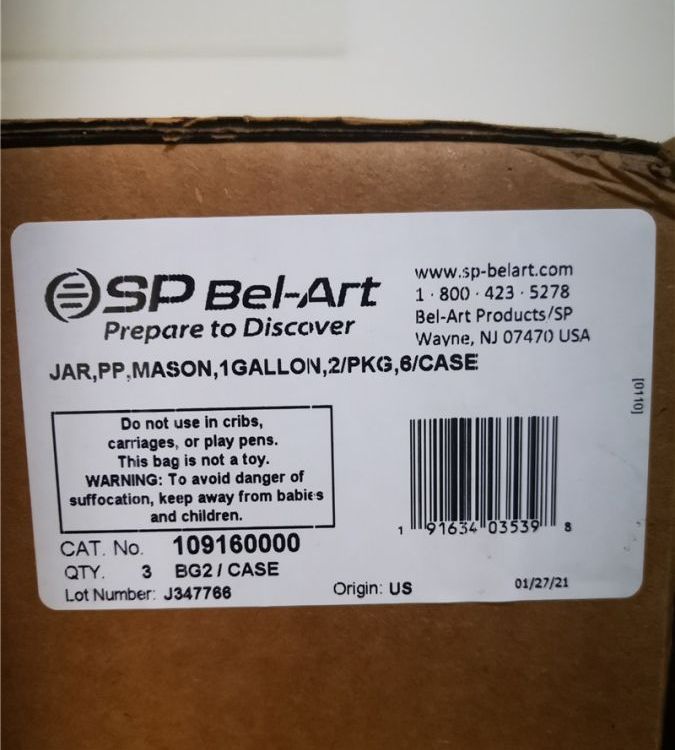 SP Bel-Art
Prepare to Discover
www.sp-belart.com
1 · 800 · 423 · 5278
Bel-Art Products/SP
Wayne, NJ 07470 USA
JAR,PP,MASON,1GALLON,2/PKG,6/CASE
[0110]
Do not use in cribs,
carriages, or play pens.
This bag is not a toy.
WARNING: To avoid danger of
suffocation, keep away from babies
and children.
1 91634 03539 8
CAT. No. 109160000
QTY. 3 BG2 / CASE
Lot Number: J347766
Origin: US
01/27/21